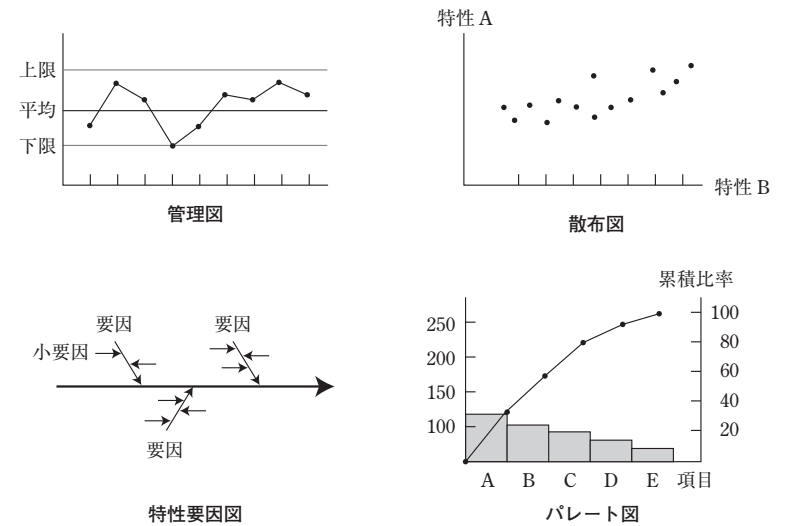 上限
平均
下限
管理図
特性 A
特性 B
散布図
要因
要因
小要因
要因
特性要因図
累積比率
250
200
150
100
100
80
60
40
20
A B C D E 項目
パレート図